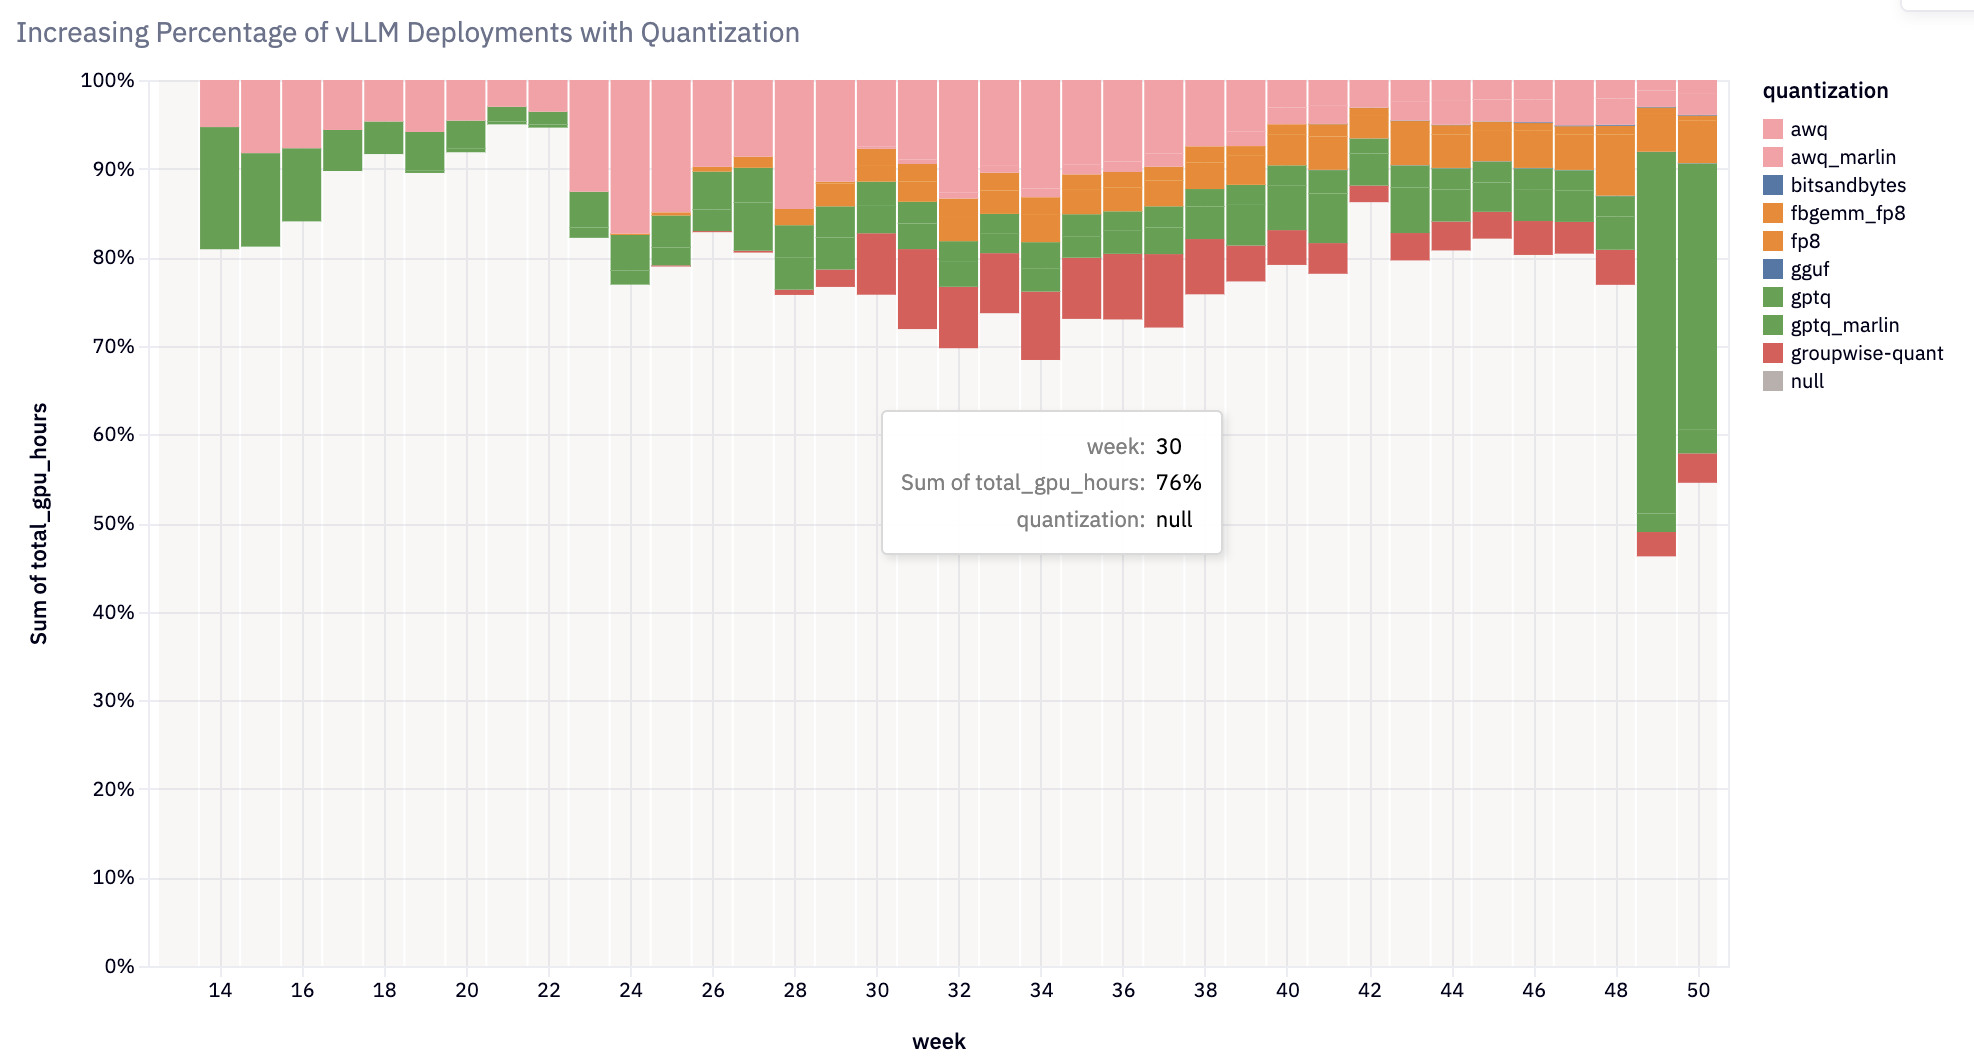 Increasing Percentage of vLLM Deployments with Quantization
100%
90%
80%
70%
60%
50%
40%
30%
20%
10%
0%
Sum of total_gpu_hours
14 16 18 20 22 24 26 28 30 32 34 36 38 40 42 44 46 48 50
week
week: 30
Sum of total_gpu_hours: 76%
quantization: null
quantization
awq
awq_marlin
bitsandbytes
fbgemm_fp8
fp8
gguf
gptq
gptq_marlin
groupwise-quant
null